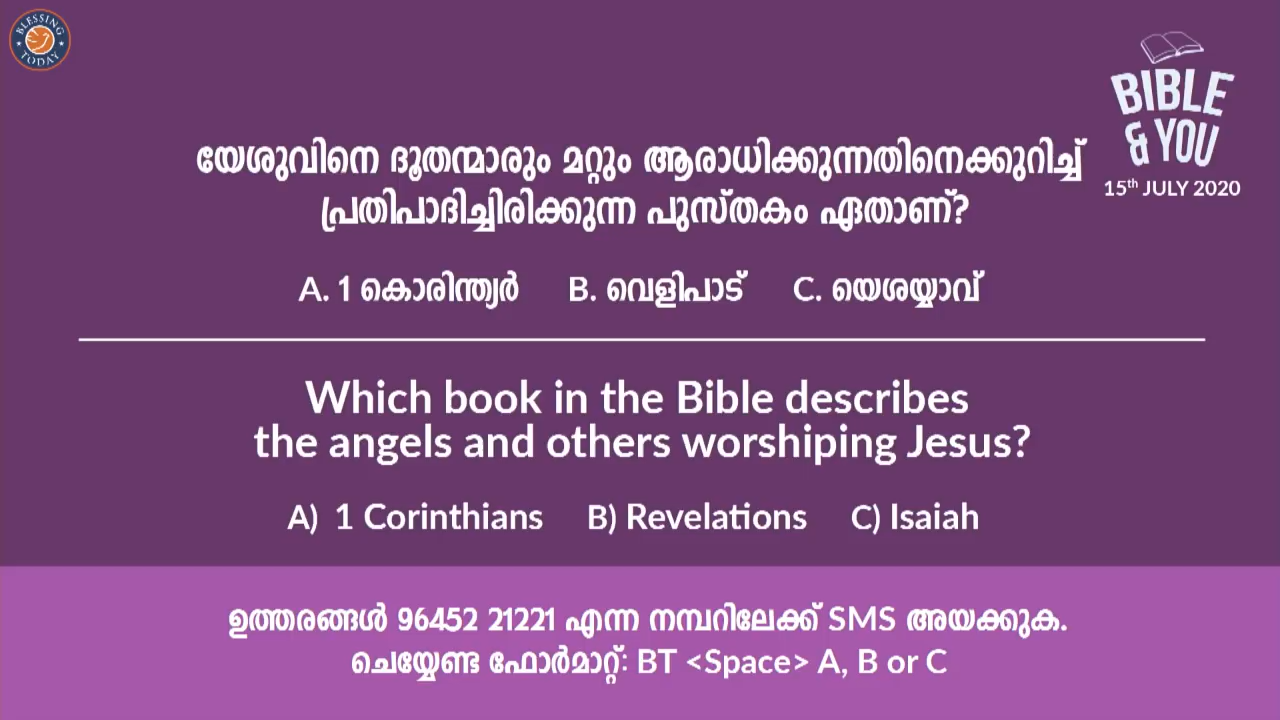 BLESSING TODAY
BIBLE
& YOU
15th JULY 2020
യേശുവിനെ ദൂതന്മാരും മറ്റും ആരാധിക്കുന്നതിനെക്കുറിച്ച്
പ്രതിപാദിച്ചിരിക്കുന്ന പുസ്തകം ഏതാണ്?
A. 1 കൊരിന്ത്യർ B. വെളിപാട് C. യെശയ്യാവ്
Which book in the Bible describes
the angels and others worshiping Jesus?
A) 1 Corinthians B) Revelations C) Isaiah
ഉത്തരങ്ങൾ 96452 21221 എന്ന നമ്പറിലേക്ക് SMS അയക്കുക.
ചെയ്യേണ്ട ഫോർമാറ്റ്: BT <Space> A, B or C